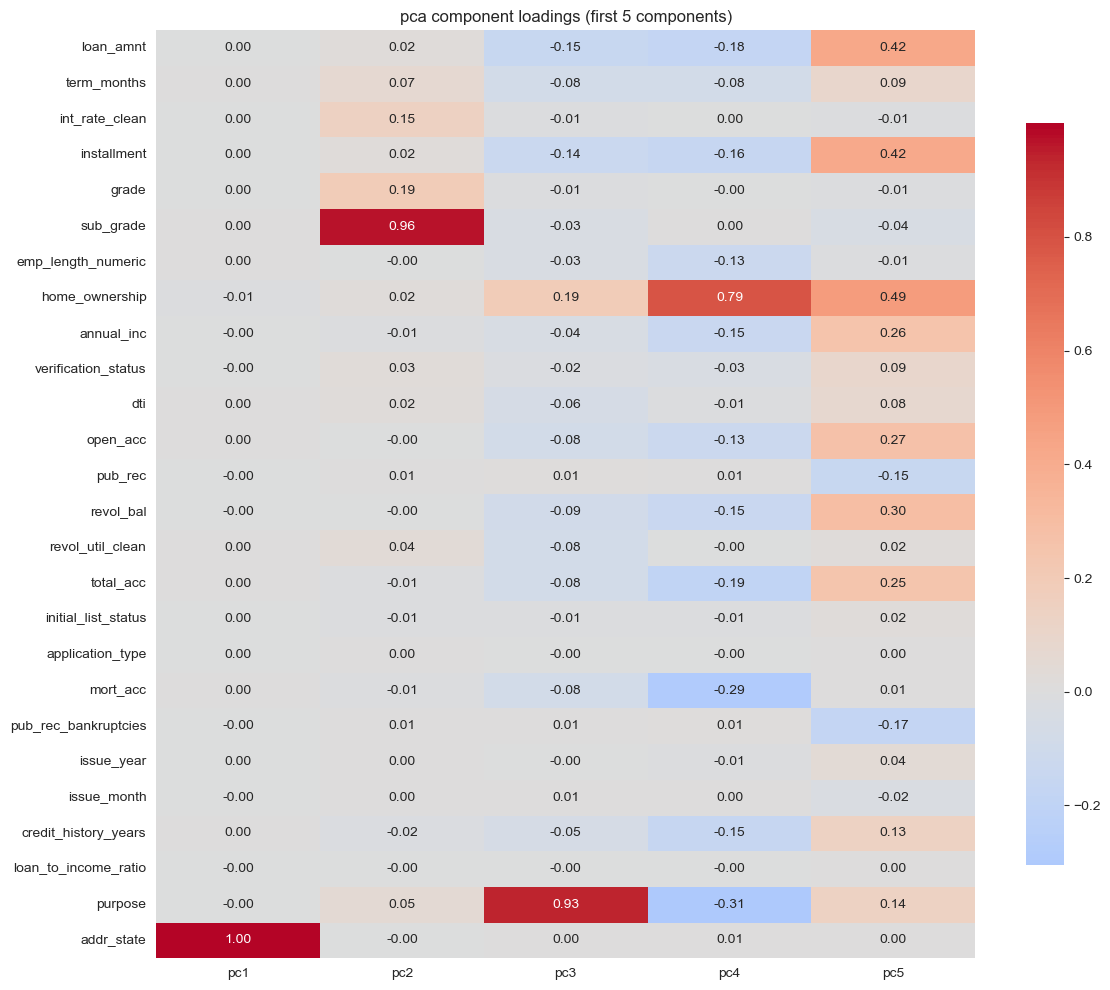 pca component loadings (first 5 components)
loan_amnt 0.00 0.02 -0.15 -0.18 0.42
term_months 0.00 0.07 -0.08 -0.08 0.09
int_rate_clean 0.00 0.15 -0.01 0.00 -0.01
installment 0.00 0.02 -0.14 -0.16 0.42
grade 0.00 0.19 -0.01 -0.00 -0.01
sub_grade 0.00 0.96 -0.03 0.00 -0.04
emp_length_numeric 0.00 -0.00 -0.03 -0.13 -0.01
home_ownership -0.01 0.02 0.19 0.79 0.49
annual_inc -0.00 -0.01 -0.04 -0.15 0.26
verification_status -0.00 0.03 -0.02 -0.03 0.09
dti 0.00 0.02 -0.06 -0.01 0.08
open_acc 0.00 -0.00 -0.08 -0.13 0.27
pub_rec -0.00 0.01 0.01 0.01 -0.15
revol_bal -0.00 -0.00 -0.09 -0.15 0.30
revol_util_clean 0.00 0.04 -0.08 -0.00 0.02
total_acc 0.00 -0.01 -0.08 -0.19 0.25
initial_list_status 0.00 -0.01 -0.01 -0.01 0.02
application_type 0.00 0.00 -0.00 -0.00 0.00
mort_acc 0.00 -0.01 -0.08 -0.29 0.01
pub_rec_bankruptcies -0.00 0.01 0.01 0.01 -0.17
issue_year 0.00 0.00 -0.00 -0.01 0.04
issue_month -0.00 0.00 0.01 0.00 -0.02
credit_history_years 0.00 -0.02 -0.05 -0.15 0.13
loan_to_income_ratio -0.00 -0.00 -0.00 -0.00 0.00
purpose -0.00 0.05 0.93 -0.31 0.14
addr_state 1.00 -0.00 0.00 0.01 0.00
pc1 pc2 pc3 pc4 pc5
0.8
0.6
0.4
0.2
0.0
−0.2